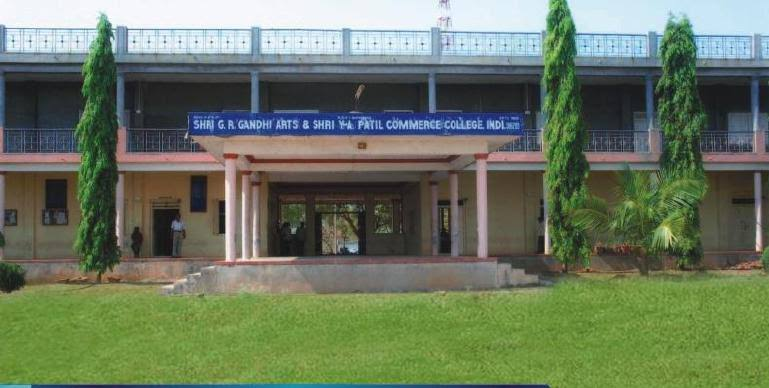 SHRI G. R. GANDHI ARTS & SHRI Y. A. PATIL COMMERCE COLLEGE, INDI.